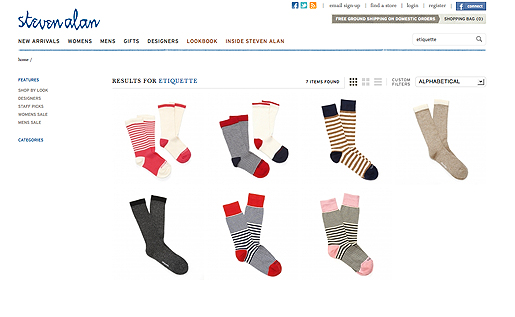 stevenalan
email sign up | find a store | login | register | connect
FREE GROUND SHIPPING ON DOMESTIC ORDERS SHOPPING BAG (0)
NEW ARRIVALS WOMENS MENS GIFTS DESIGNERS LOOKBOOK INSIDE STEVEN ALAN etiquette
home /
FEATURES
SHOP BY LOOK
DESIGNERS
STAFF PICKS
WOMENS SALE
MENS SALE
CATEGORIES
RESULTS FOR ETIQUETTE 7 ITEMS FOUND CUSTOM FILTERS ALPHABETICAL